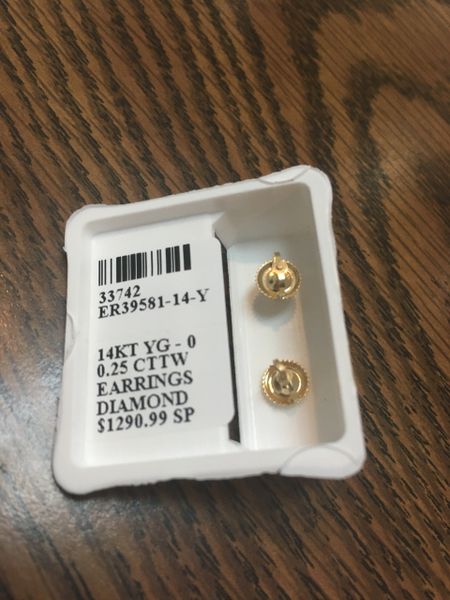 33742
ER39581-14-Y
14KT YG - 0
0.25 CTTW
EARRINGS
DIAMOND
$1290.99 SP